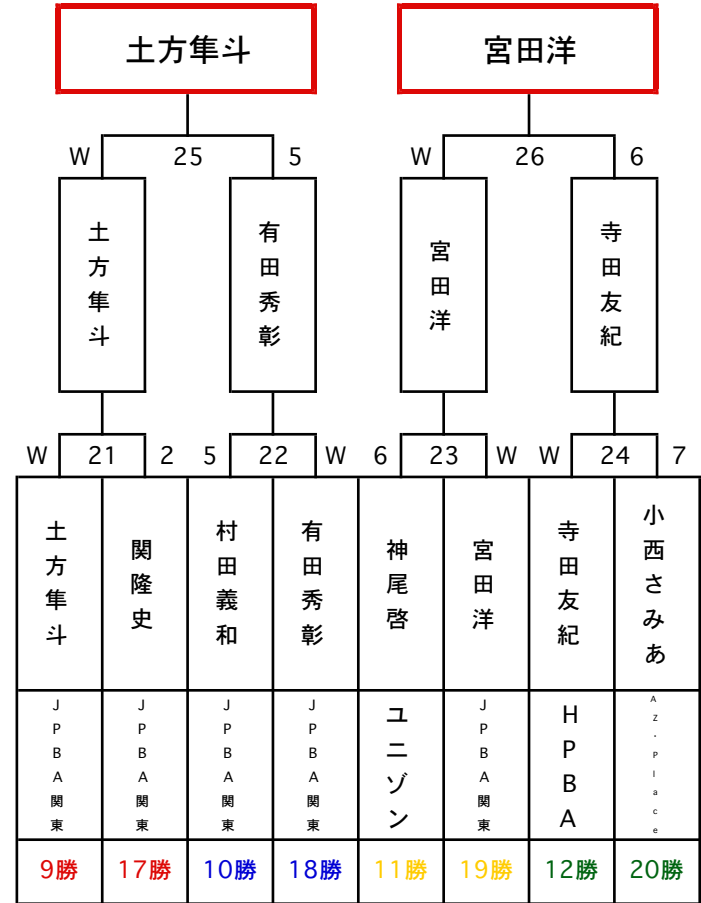 土方隼斗 宮田洋
W 25 5 W 26 6
土方隼斗 有田秀彰 宮田洋 寺田友紀
W 21 2 5 22 W 6 23 W W 24 7
土方隼斗 関隆史 村田義和 有田秀彰 神尾啓 宮田洋 寺田友紀 小西さみあ
JPBA関東 JPBA関東 JPBA関東 JPBA関東 ユニゾン JPBA関東 HPBA AZ・Place
9勝 17勝 10勝 18勝 11勝 19勝 12勝 20勝